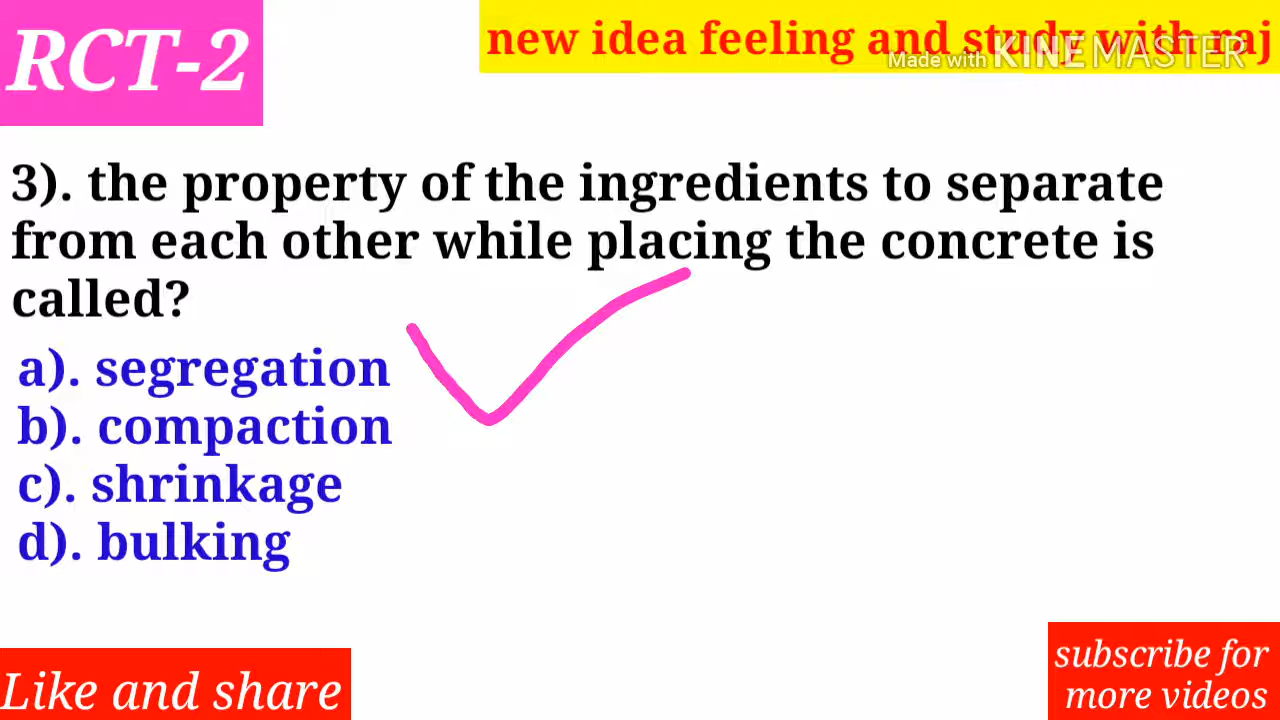 RCT-2
new idea feeling and study with raj
Made with KINEMASTER
3). the property of the ingredients to separate
from each other while placing the concrete is
called?
a). segregation
b). compaction
c). shrinkage
d). bulking
Like and share
subscribe for
more videos